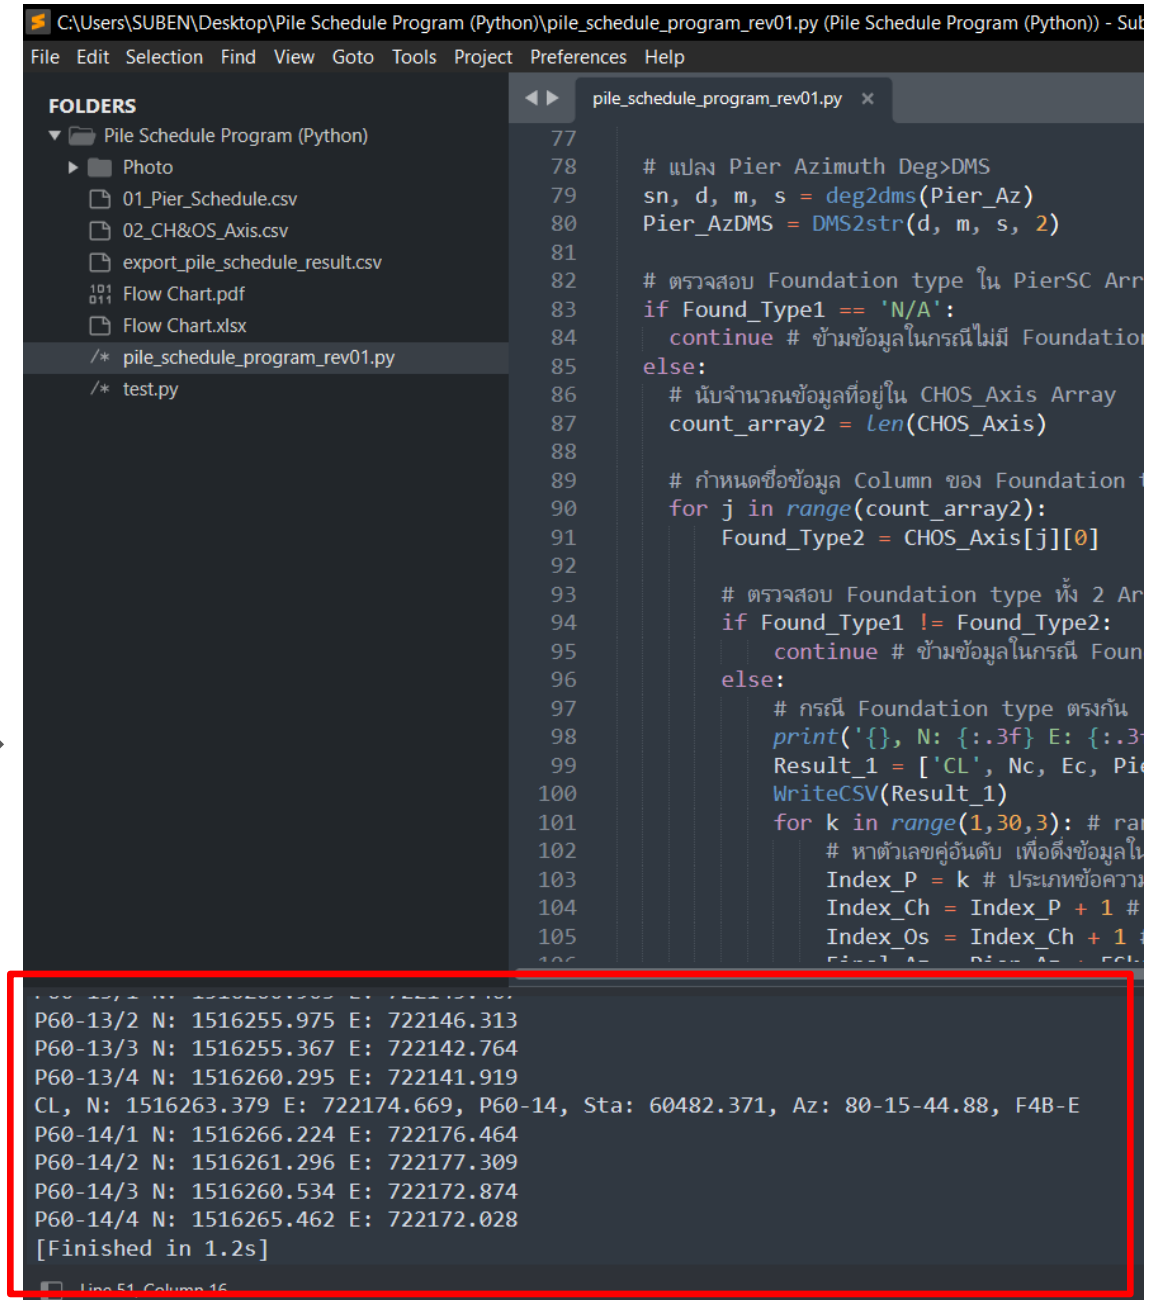 C:\Users\SUBEN\Desktop\Pile Schedule Program (Python)\pile_schedule_program_rev01.py (Pile Schedule Program (Python)) - Sub
File Edit Selection Find View Goto Tools Project Preferences Help
FOLDERS
Pile Schedule Program (Python)
Photo
01_Pier_Schedule.csv
02_CH&OS_Axis.csv
export_pile_schedule_result.csv
Flow Chart.pdf
Flow Chart.xlsx
/* pile_schedule_program_rev01.py
/* test.py
pile_schedule_program_rev01.py ×
77
78 # แปลง Pier Azimuth Deg>DMS
79 sn, d, m, s = deg2dms(Pier_Az)
80 Pier_AzDMS = DMS2str(d, m, s, 2)
81
82 # ตรวจสอบ Foundation type ใน PierSC Arr
83 if Found_Type1 == 'N/A':
84 continue # ข้ามข้อมูลในกรณีไม่มี Foundation
85 else:
86 # นับจำนวนข้อมูลที่อยู่ใน CHOS_Axis Array
87 count_array2 = len(CHOS_Axis)
88
89 # กำหนดชื่อข้อมูล Column ของ Foundation t
90 for j in range(count_array2):
91 Found_Type2 = CHOS_Axis[j][0]
92
93 # ตรวจสอบ Foundation type ทั้ง 2 Ar
94 if Found_Type1 != Found_Type2:
95 continue # ข้ามข้อมูลในกรณี Foun
96 else:
97 # กรณี Foundation type ตรงกัน
98 print('{}, N: {:.3f} E: {:.3f
99 Result_1 = ['CL', Nc, Ec, Pie
100 WriteCSV(Result_1)
101 for k in range(1,30,3): # ran
102 # หาตัวเลขคู่อันดับ เพื่อดึงข้อมูลใน
103 Index_P = k # ประเภทข้อความ
104 Index_Ch = Index_P + 1 #
105 Index_Os = Index_Ch + 1 #
P60-13/2 N: 1516255.975 E: 722146.313
P60-13/3 N: 1516255.367 E: 722142.764
P60-13/4 N: 1516260.295 E: 722141.919
CL, N: 1516263.379 E: 722174.669, P60-14, Sta: 60482.371, Az: 80-15-44.88, F4B-E
P60-14/1 N: 1516266.224 E: 722176.464
P60-14/2 N: 1516261.296 E: 722177.309
P60-14/3 N: 1516260.534 E: 722172.874
P60-14/4 N: 1516265.462 E: 722172.028
[Finished in 1.2s]
Line 51, Column 16